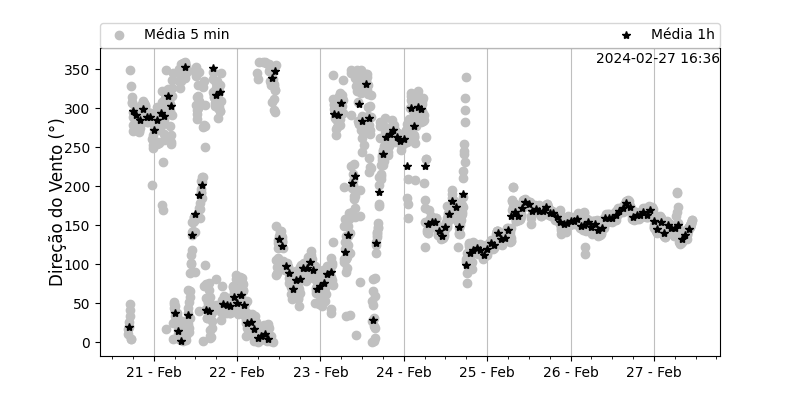 Média 5 min
Média 1h
2024-02-27 16:36
Direção do Vento (°)
350
300
250
200
150
100
50
0
21 - Feb
22 - Feb
23 - Feb
24 - Feb
25 - Feb
26 - Feb
27 - Feb